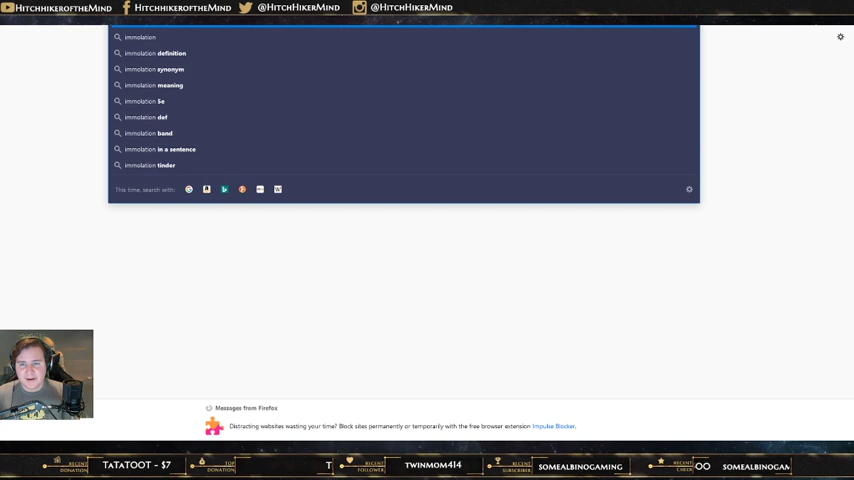 HITCHHIKEROFTHEMIND HITCHHIKEROFTHEMIND @HITCHHIKERMIND @HITCHHIKERMIND
immolation
immolation definition
immolation synonym
immolation meaning
immolation 5e
immolation def
immolation band
immolation in a sentence
immolation tinder
This time, search with:
Messages from Firefox
Distracting websites wasting your time? Block sites permanently or temporarily with the free browser extension Impulse Blocker.
RECENT DONATION TATATOOT - $7 TOP DONATION T RECENT FOLLOWER TWINMOM414 RECENT SUBSCRIBER SOMEALBINOGAMING RECENT CHEER OO SOMEALBINOGAM